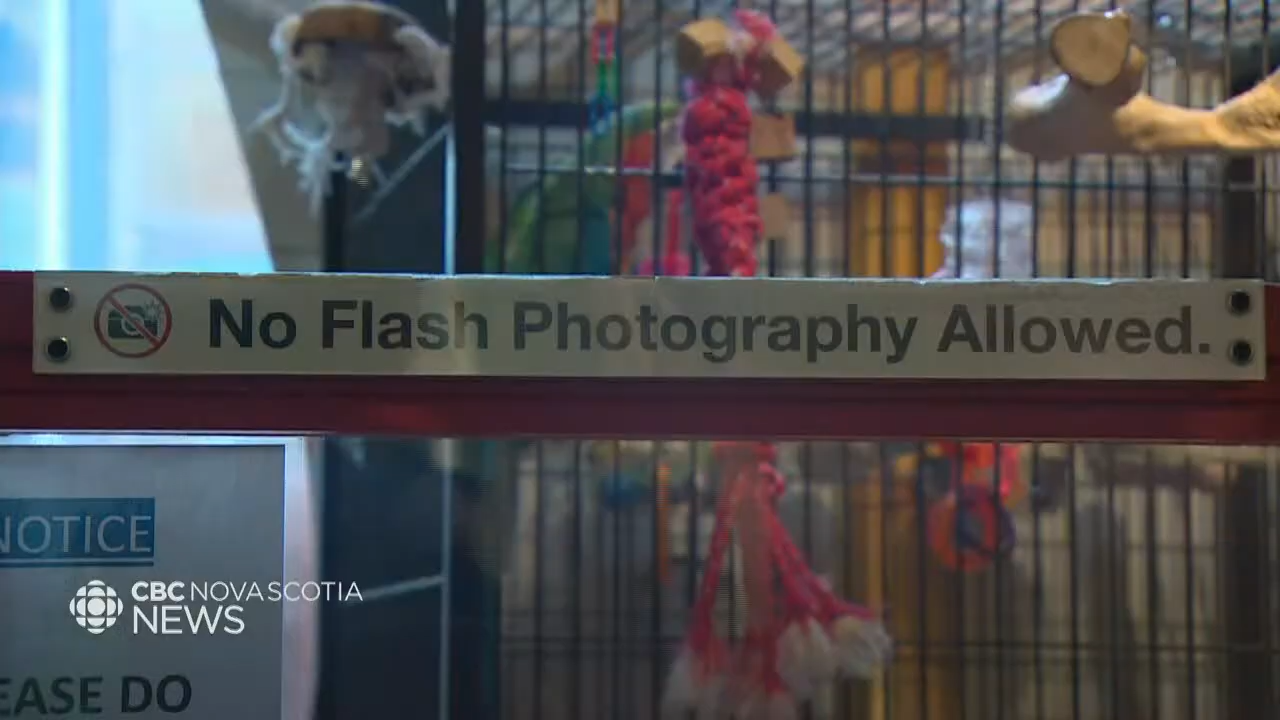 No Flash Photography Allowed.
NOTICE
CBC NOVA SCOTIA
NEWS
EASE DO